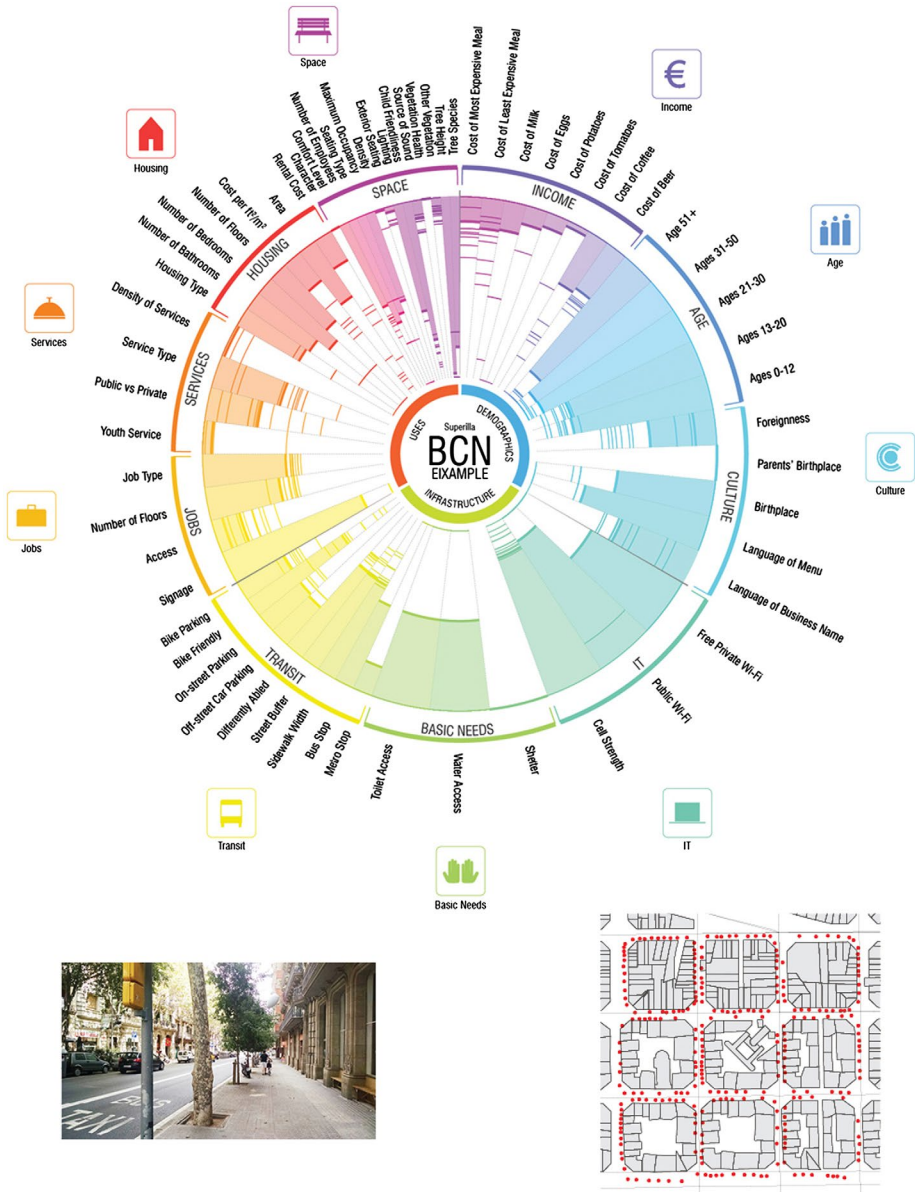 Space
Housing
Services
Jobs
Transit
Basic Needs
IT
Culture
Age
Income
SPACE
Rental Cost
Character
Comfort Level
Number of Employees
Seating Type
Maximum Occupancy
Density
Exterior Seating
Lighting
Child Friendliness
Source of Sound
Vegetation Health
Other Vegetation
Tree Height
Tree Species
INCOME
Cost of Most Expensive Meal
Cost of Least Expensive Meal
Cost of Milk
Cost of Eggs
Cost of Potatoes
Cost of Tomatoes
Cost of Coffee
Cost of Beer
AGE
Age 51+
Ages 31-50
Ages 21-30
Ages 13-20
Ages 0-12
CULTURE
Foreignness
Parents' Birthplace
Birthplace
Language of Menu
Language of Business Name
IT
Free Private Wi-Fi
Public Wi-Fi
Cell Strength
BASIC NEEDS
Shelter
Water Access
Toilet Access
TRANSIT
Metro Stop
Bus Stop
Sidewalk Width
Street Buffer
Differently Abled
Off-street Car Parking
On-street Parking
Bike Friendly
Bike Parking
JOBS
Signage
Access
Number of Floors
Job Type
SERVICES
Youth Service
Public vs Private
Service Type
Density of Services
HOUSING
Housing Type
Number of Bathrooms
Number of Bedrooms
Number of Floors
Cost per ft²/m²
Area
USES
DEMOGRAPHICS
INFRASTRUCTURE
Superilla
BCN
EIXAMPLE
BUS
TAXI